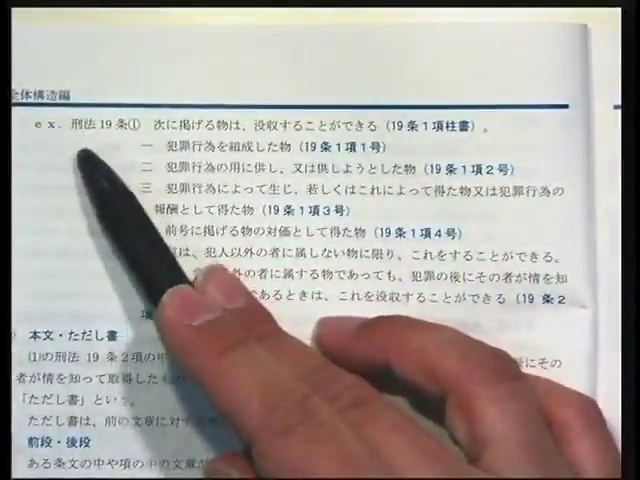 全体構造編
ex．刑法19条① 次に掲げる物は、没収することができる（19条1項柱書）。
一 犯罪行為を組成した物（19条1項1号）
二 犯罪行為の用に供し、又は供しようとした物（19条1項2号）
三 犯罪行為によって生じ、若しくはこれによって得た物又は犯罪行為の
報酬として得た物（19条1項3号）
前号に掲げる物の対価として得た物（19条1項4号）
は、犯人以外の者に属しない物に限り、これをすることができる。
外の者に属する物であっても、犯罪の後にその者が情を知
であるときは、これを没収することができる（19条2
項
本文・ただし書
(1)の刑法19条2項の
にその
者が情を知って取得したも
「ただし書」という。
ただし書は、前の文章に対
前段・後段
ある条文の中や項の中の文章が